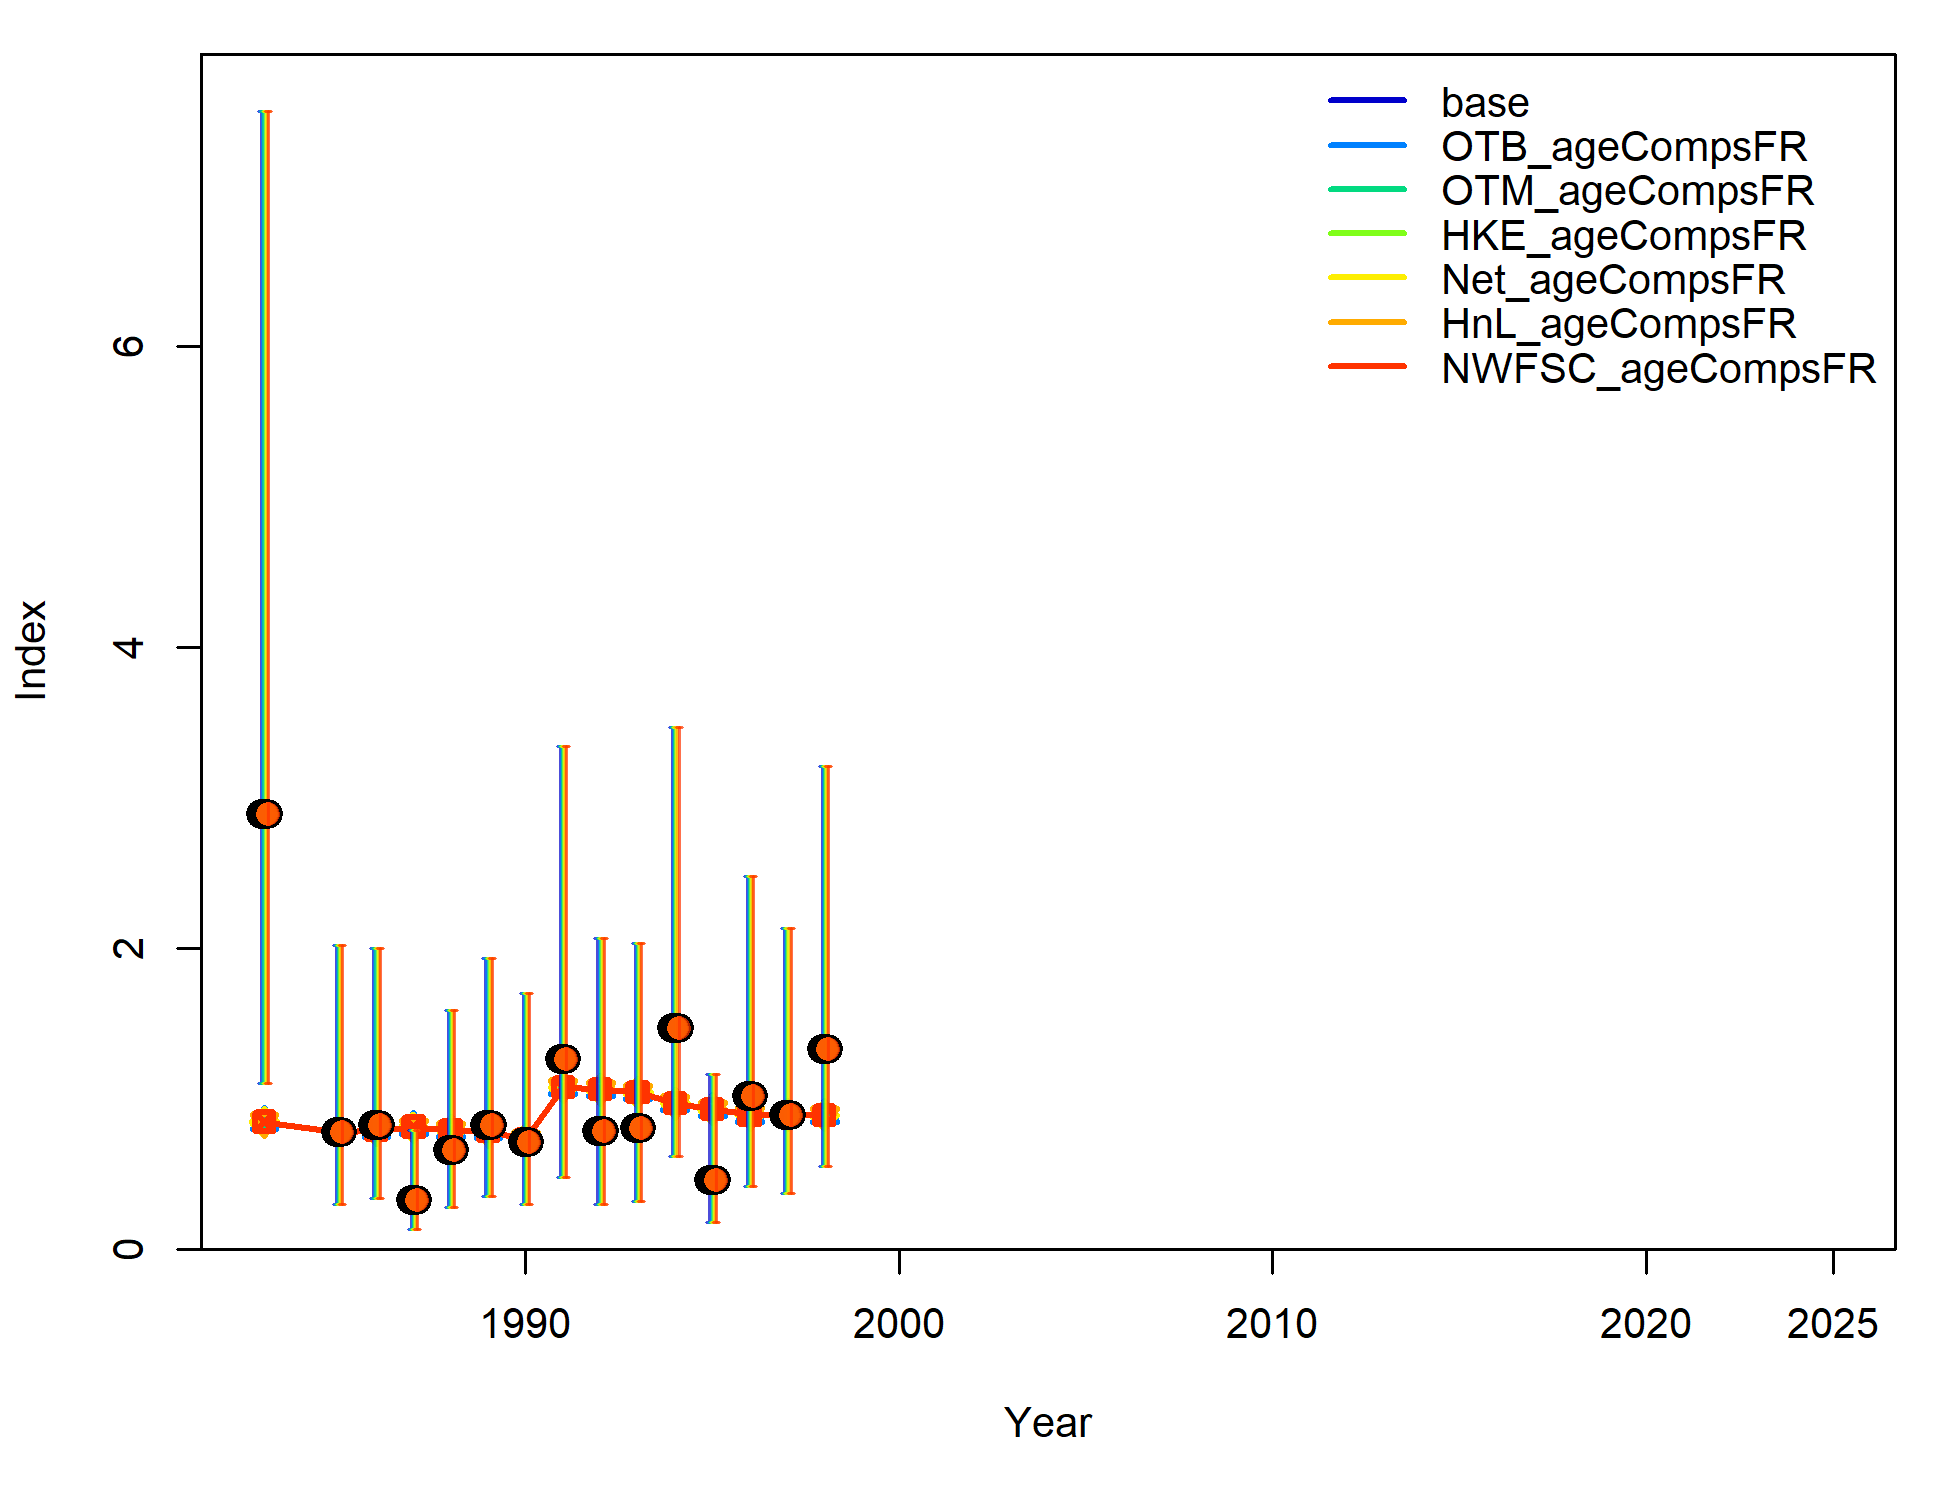 base
OTB_ageCompsFR
OTM_ageCompsFR
HKE_ageCompsFR
Net_ageCompsFR
HnL_ageCompsFR
NWFSC_ageCompsFR
6
4
2
0
Index
1990 2000 2010 2020 2025
Year